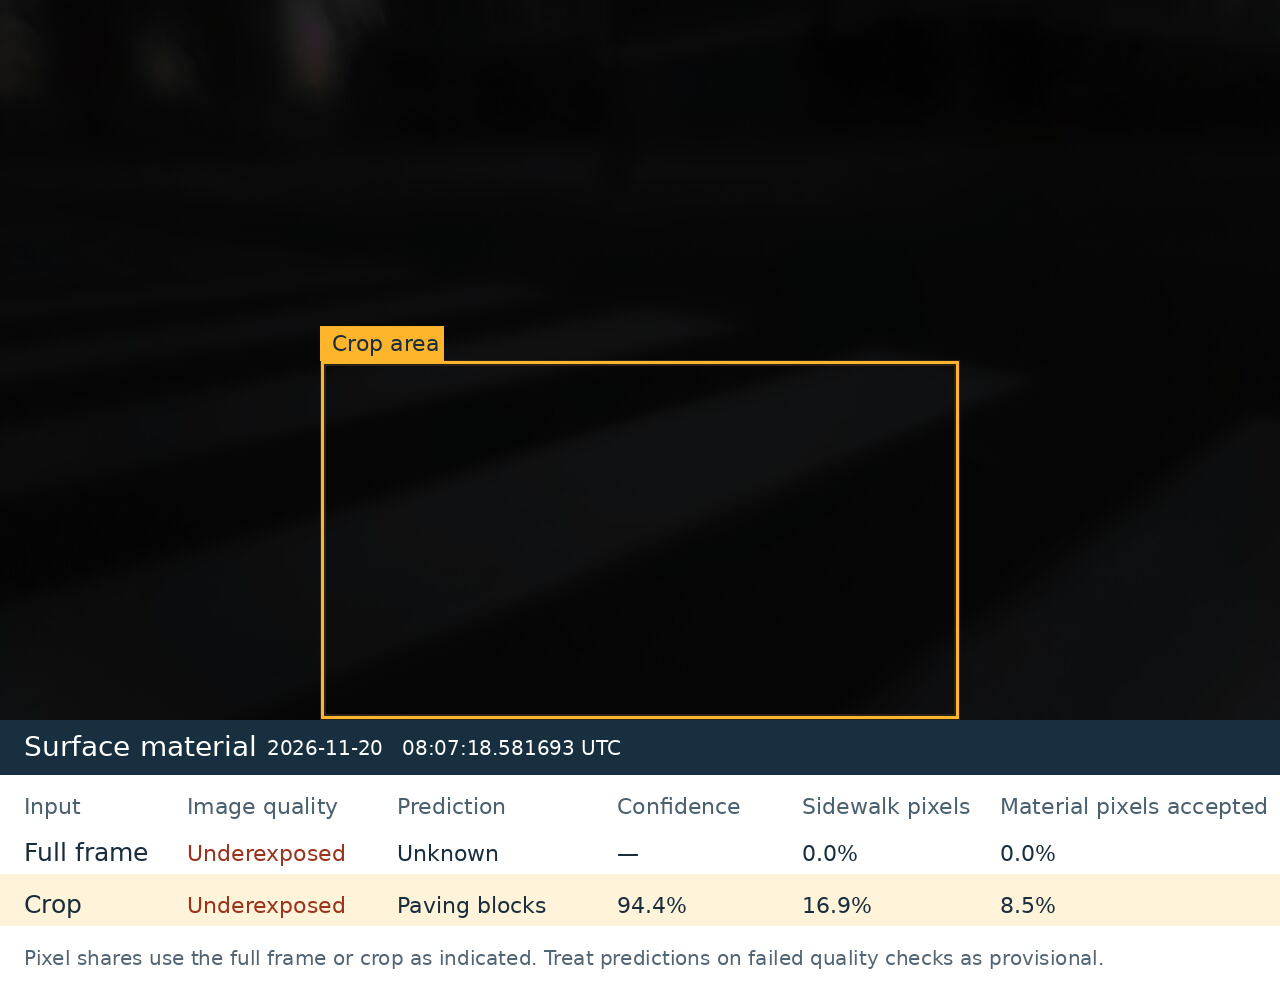 Crop area
Surface material 2026-11-20 08:07:18.581693 UTC
Input Image quality Prediction Confidence Sidewalk pixels Material pixels accepted
Full frame Underexposed Unknown — 0.0% 0.0%
Crop Underexposed Paving blocks 94.4% 16.9% 8.5%
Pixel shares use the full frame or crop as indicated. Treat predictions on failed quality checks as provisional.